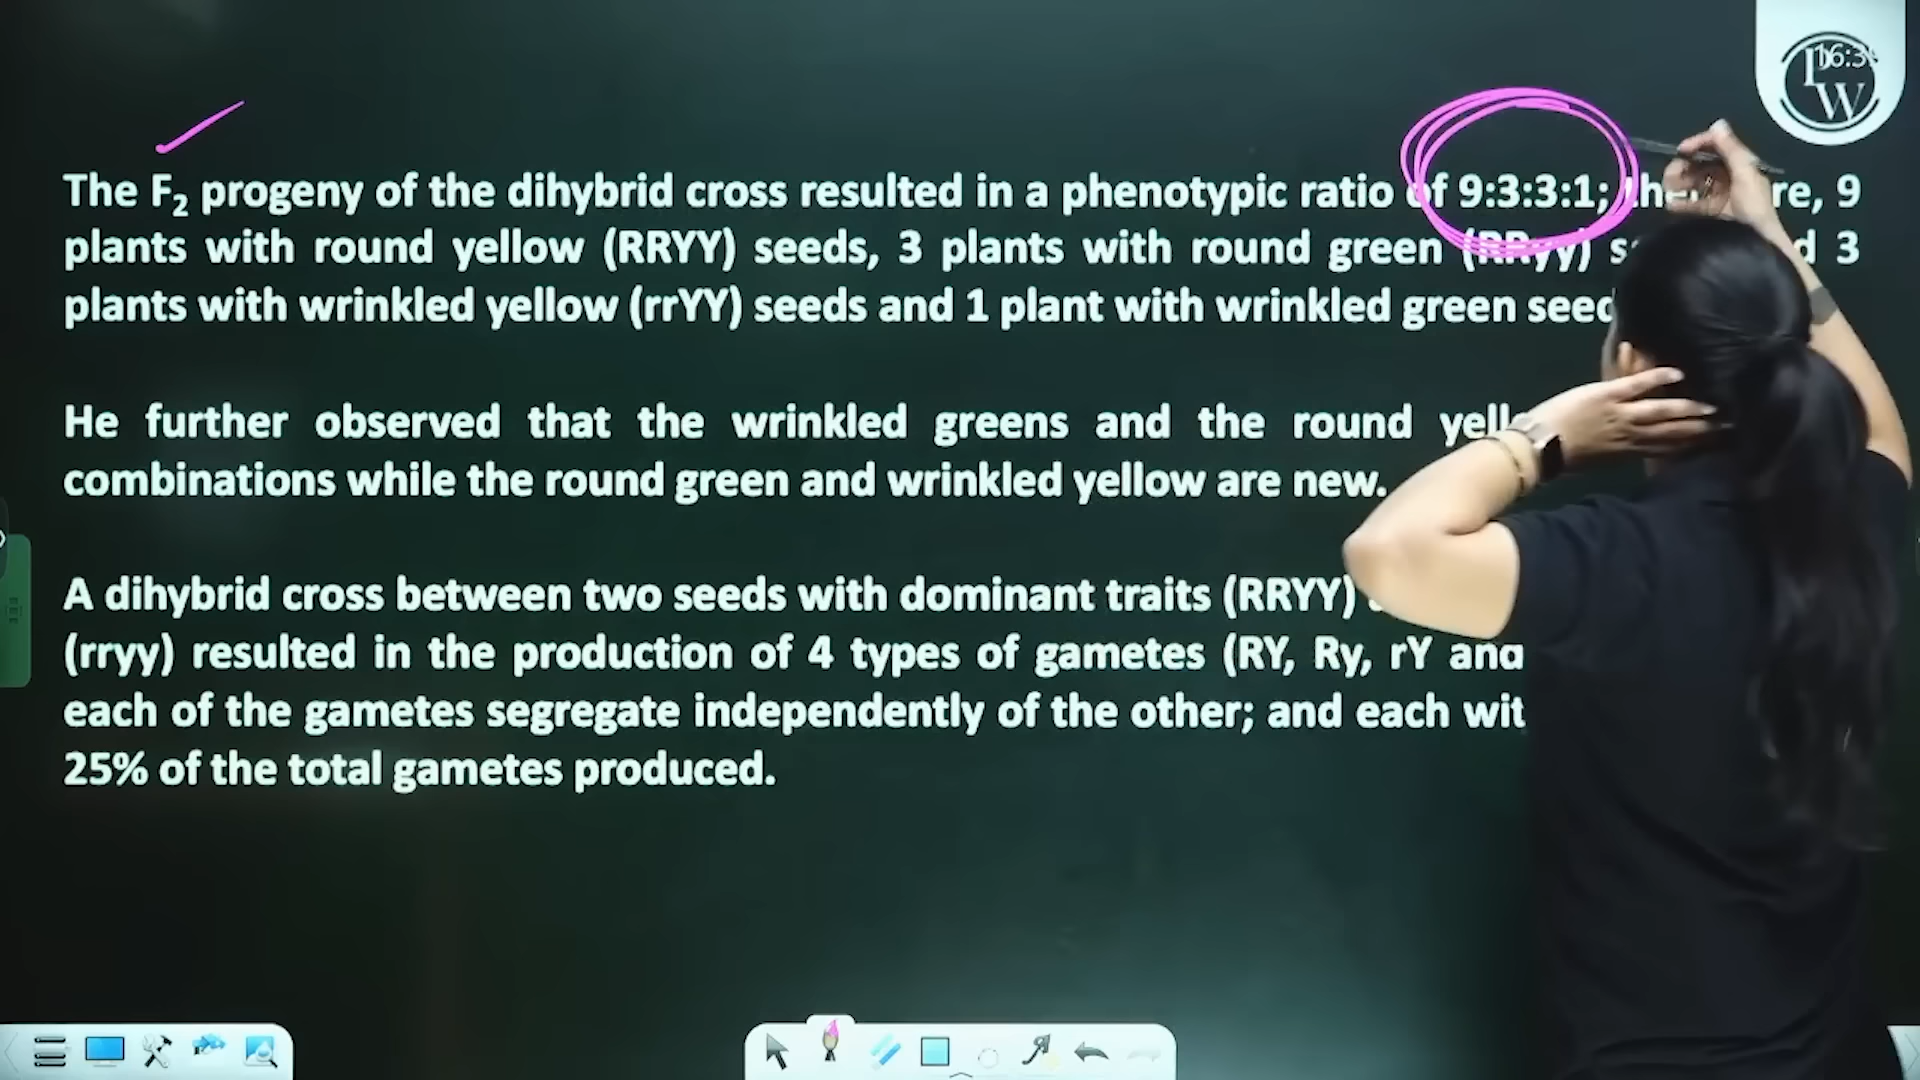 16:3
PW
The F₂ progeny of the dihybrid cross resulted in a phenotypic ratio of 9:3:3:1; 9
plants with round yellow (RRYY) seeds, 3 plants with round green (RRyy) 3
plants with wrinkled yellow (rrYY) seeds and 1 plant with wrinkled green
He further observed that the wrinkled greens and the round
combinations while the round green and wrinkled yellow are new.
A dihybrid cross between two seeds with dominant traits (RRYY)
(rryy) resulted in the production of 4 types of gametes (RY, Ry, rY and
each of the gametes segregate independently of the other; and each
25% of the total gametes produced.